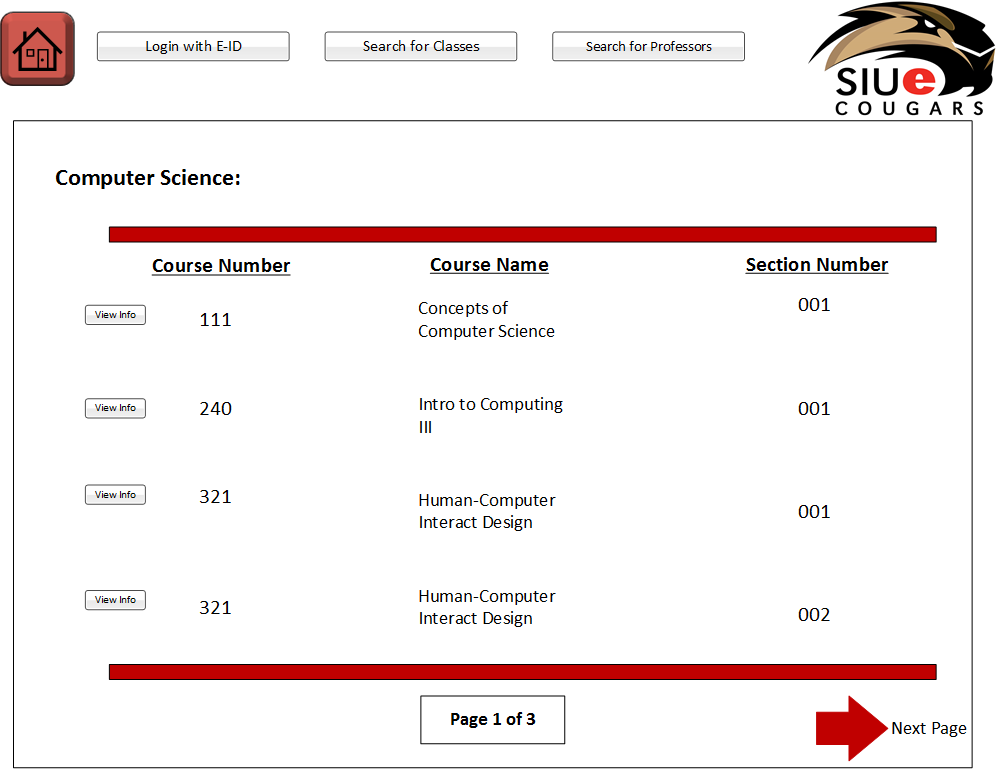 Login with E-ID
Search for Classes
Search for Professors
SIUe
COUGARS
Computer Science:
Course Number
Course Name
Section Number
View Info
111
Concepts of
Computer Science
001
View Info
240
Intro to Computing
III
001
View Info
321
Human-Computer
Interact Design
001
View Info
321
Human-Computer
Interact Design
002
Page 1 of 3
Next Page